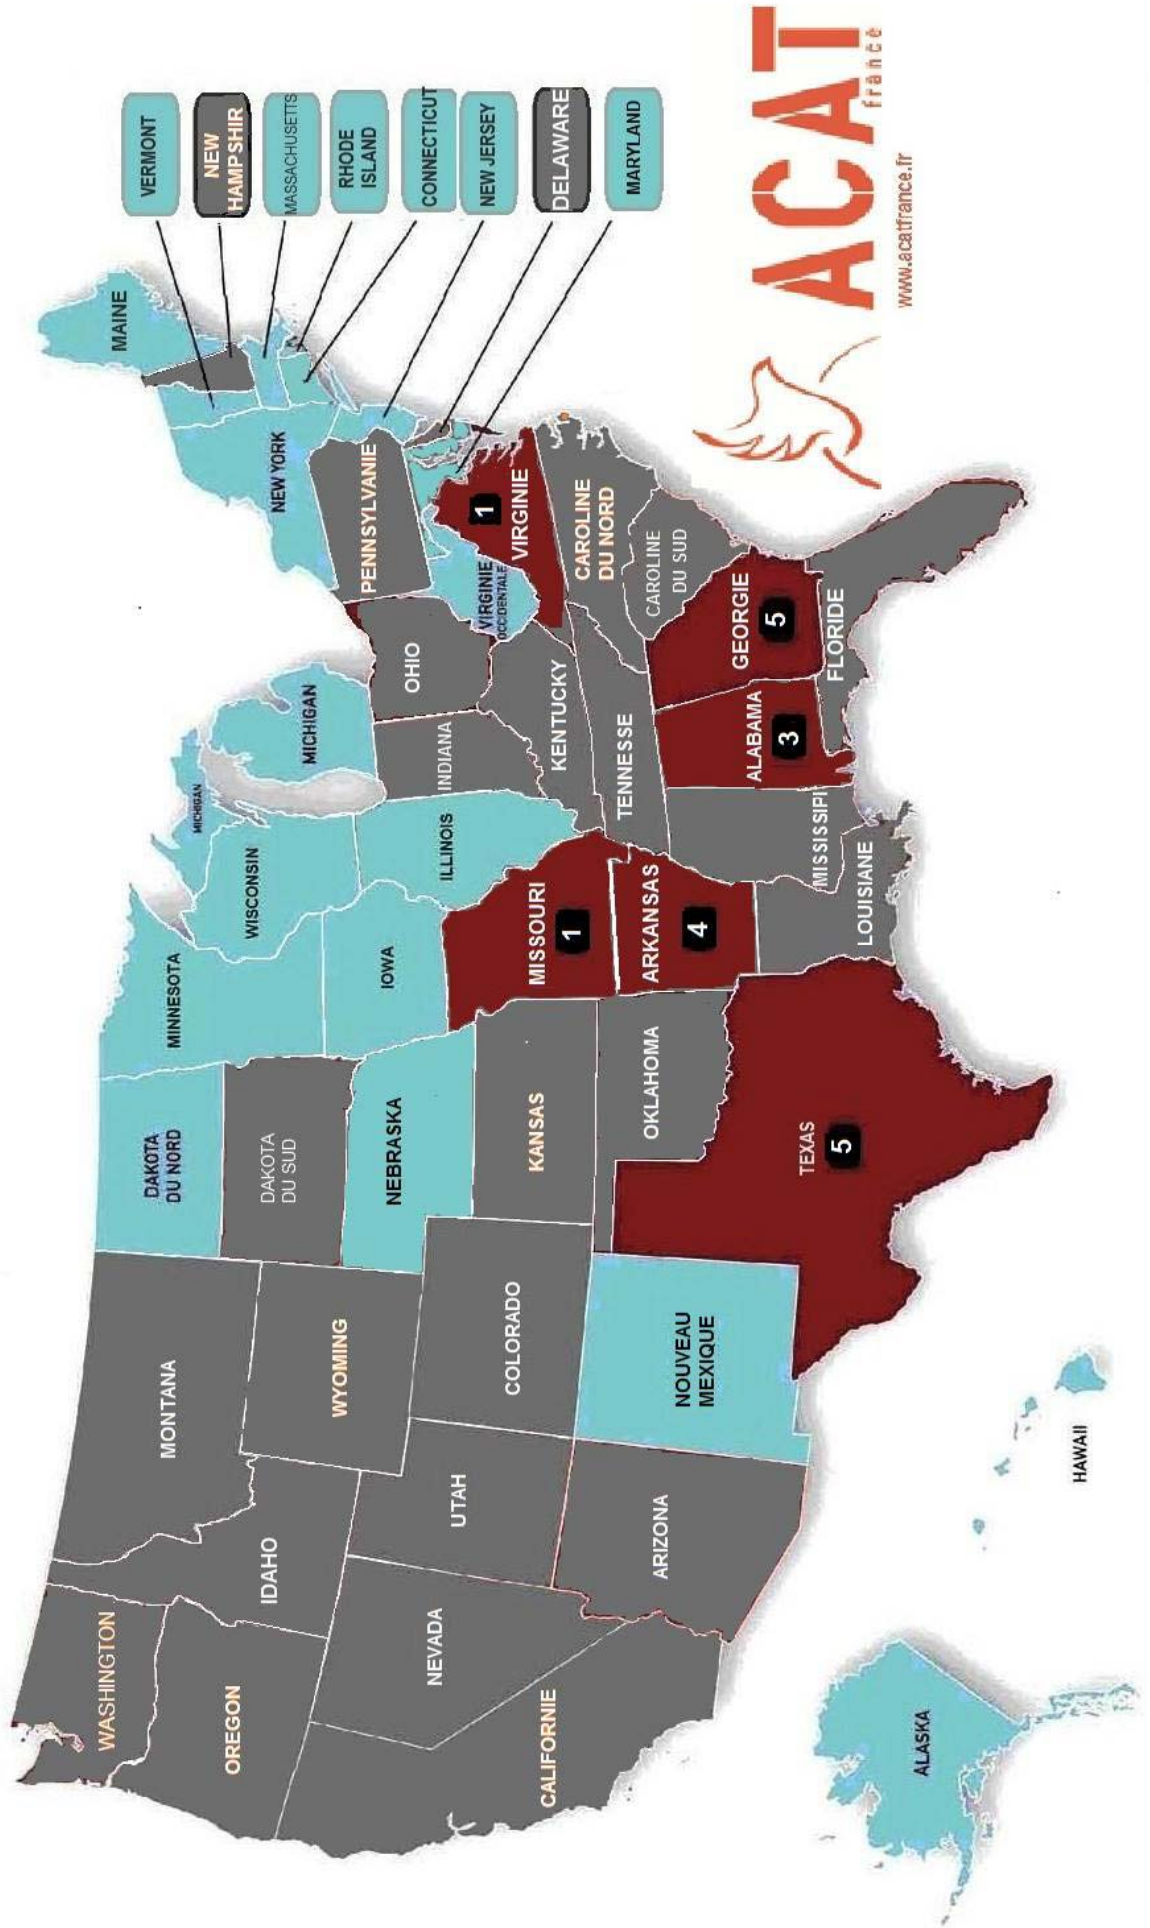 WASHINGTON
OREGON
CALIFORNIE
NEVADA
IDAHO
MONTANA
WYOMING
UTAH
ARIZONA
COLORADO
NOUVEAU
MEXIQUE
DAKOTA
DU NORD
DAKOTA
DU SUD
NEBRASKA
KANSAS
OKLAHOMA
TEXAS
5
MINNESOTA
IOWA
MISSOURI
1
ARKANSAS
4
LOUISIANE
WISCONSIN
ILLINOIS
MICHIGAN
MICHIGAN
INDIANA
OHIO
KENTUCKY
TENNESSE
MISSISSIPI
ALABAMA
3
GEORGIE
5
FLORIDE
CAROLINE
DU SUD
CAROLINE
DU NORD
VIRGINIE
OCCIDENTALE
1
VIRGINIE
PENNSYLVANIE
NEW YORK
MAINE
VERMONT
NEW
HAMPSHIR
MASSACHUSETTS
RHODE
ISLAND
CONNECTICUT
NEW JERSEY
DELAWARE
MARYLAND
ALASKA
HAWAII
ACAT
france
www.acatfrance.fr